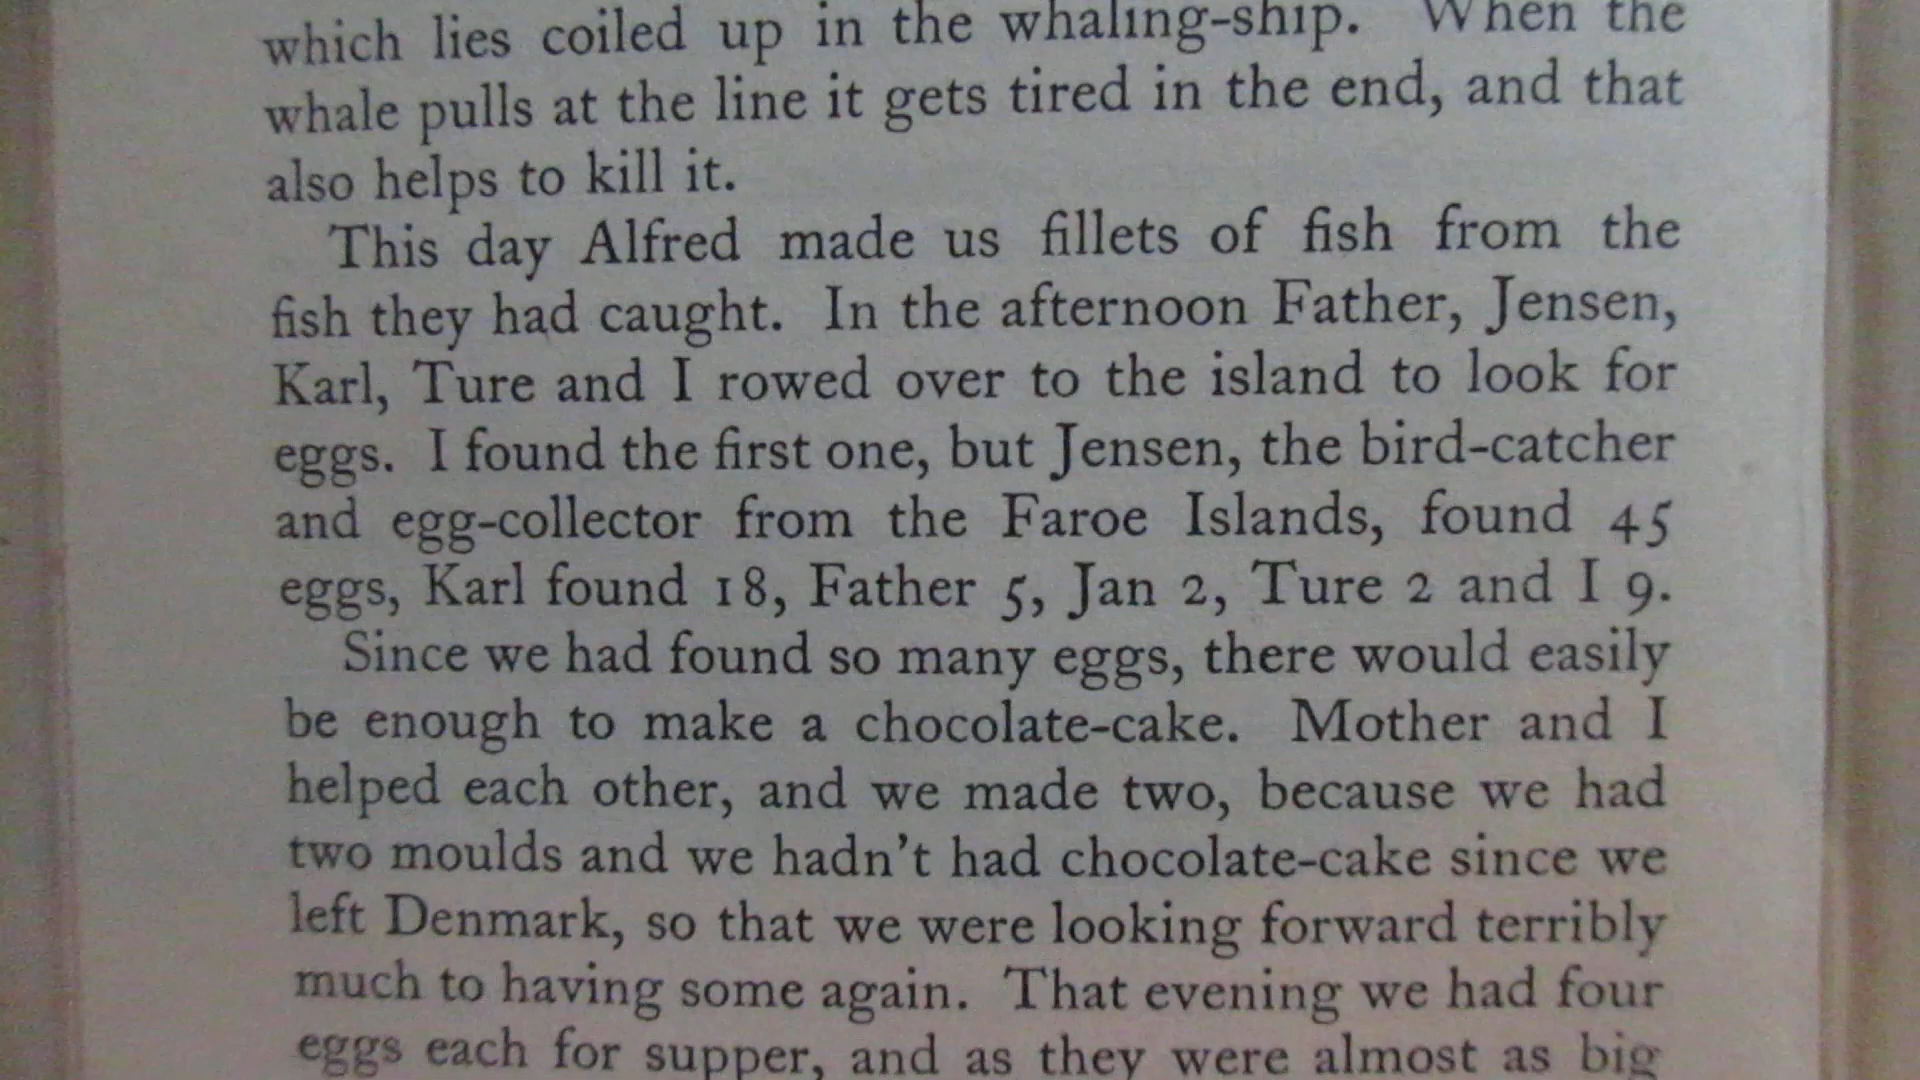 which lies coiled up in the whaling-ship. When the
whale pulls at the line it gets tired in the end, and that
also helps to kill it.
This day Alfred made us fillets of fish from the
fish they had caught. In the afternoon Father, Jensen,
Karl, Ture and I rowed over to the island to look for
eggs. I found the first one, but Jensen, the bird-catcher
and egg-collector from the Faroe Islands, found 45
eggs, Karl found 18, Father 5, Jan 2, Ture 2 and I 9.
Since we had found so many eggs, there would easily
be enough to make a chocolate-cake. Mother and I
helped each other, and we made two, because we had
two moulds and we hadn't had chocolate-cake since we
left Denmark, so that we were looking forward terribly
much to having some again. That evening we had four
eggs each for supper, and as they were almost as big